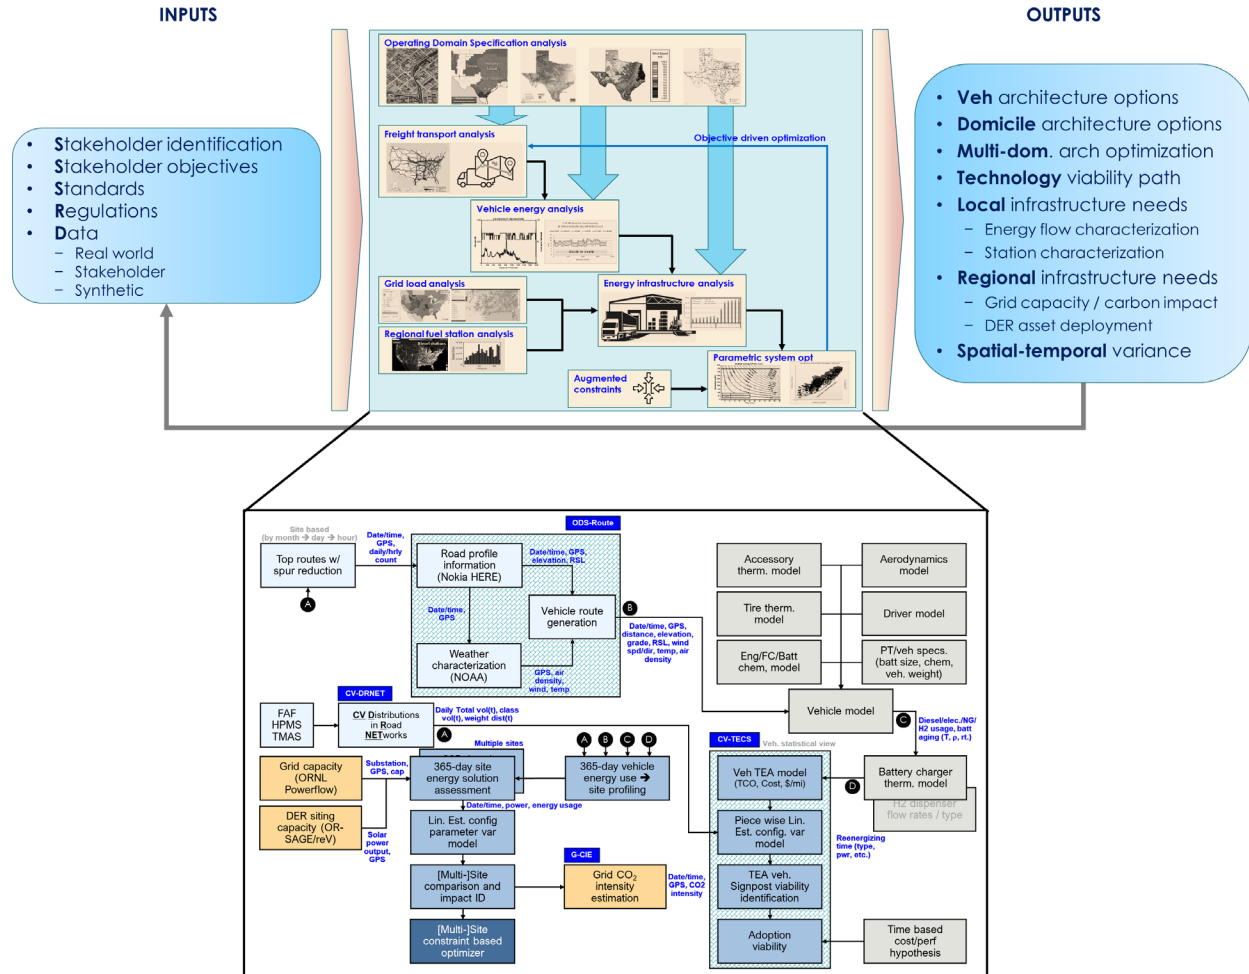 INPUTS
OUTPUTS
• Stakeholder identification
• Stakeholder objectives
• Standards
• Regulations
• Data
– Real world
– Stakeholder
– Synthetic
Operating Domain Specification analysis
Freight transport analysis
Objective driven optimization
Vehicle energy analysis
Grid load analysis
Energy infrastructure analysis
Regional fuel station analysis
Parametric system opt
Augmented
constraints
• Veh architecture options
• Domicile architecture options
• Multi-dom. arch optimization
• Technology viability path
• Local infrastructure needs
– Energy flow characterization
– Station characterization
• Regional infrastructure needs
– Grid capacity / carbon impact
– DER asset deployment
• Spatial-temporal variance
Site based
(by month ➔ day ➔ hour)
Top routes w/
spur reduction
A
Date/time,
GPS,
daily/hrly
count
ODS-Route
Road profile
information
(Nokia HERE)
Date/time, GPS,
elevation, RSL
Date/time,
GPS
Vehicle route
generation
Weather
characterization
(NOAA)
GPS, air
density,
wind, temp
B
Date/time, GPS,
distance, elevation,
grade, RSL, wind
spd/dir, temp, air
density
Accessory
therm. model
Aerodynamics
model
Tire therm.
model
Driver model
Eng/FC/Batt
chem, model
PT/veh specs.
(batt size, chem,
veh. weight)
Vehicle model
C
Diesel/elec./NG/
H2 usage, batt
aging (T, ρ, rt.)
CV-DRNET
FAF
HPMS
TMAS
CV Distributions
in Road
NETworks
Daily Total vol(t), class
vol(t), weight dist(t)
A
Multiple sites
A
B
C
D
Grid capacity
(ORNL
Powerflow)
Substation,
GPS, cap
365-day site
energy solution
assessment
365-day vehicle
energy use ➔
site profiling
DER siting
capacity (OR-
SAGE/reV)
Solar
power
output,
GPS
Date/time, power, energy usage
Lin. Est. config
parameter var
model
[Multi-]Site
comparison and
impact ID
G-CIE
Grid CO2
intensity
estimation
Date/time,
GPS, CO2
intensity
[Multi-]Site
constraint based
optimizer
CV-TECS
Veh. statistical view
Veh TEA model
(TCO, Cost, $/mi)
D
Battery charger
therm. model
H2 dispenser
flow rates / type
Piece wise Lin.
Est. config. var
model
Reenergizing
time (type,
pwr, etc.)
TEA veh.
Signpost viability
identification
Adoption
viability
Time based
cost/perf
hypothesis